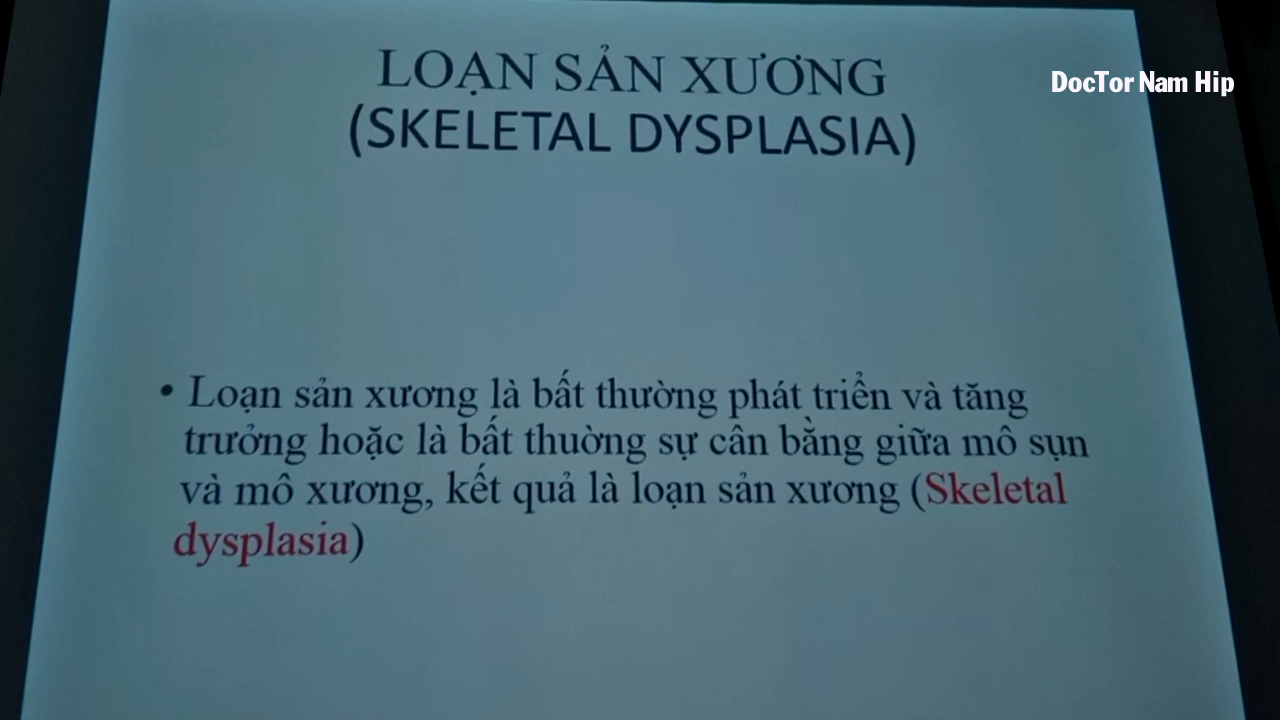 LOẠN SẢN XƯƠNG
DocTor Nam Hip
(SKELETAL DYSPLASIA)
• Loạn sản xương là bất thường phát triển và tăng
trưởng hoặc là bất thuờng sự cân bằng giữa mô sụn
và mô xương, kết quả là loạn sản xương (Skeletal
dysplasia)